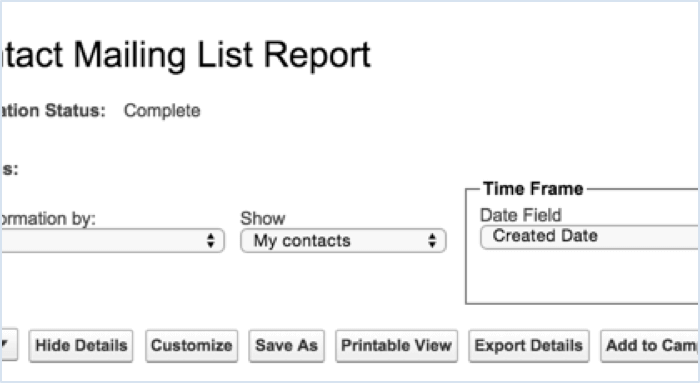 tact Mailing List Report
ation Status: Complete
s:
Time Frame
ormation by:
Show
Date Field
My contacts
Created Date
Hide Details
Customize
Save As
Printable View
Export Details
Add to Cam